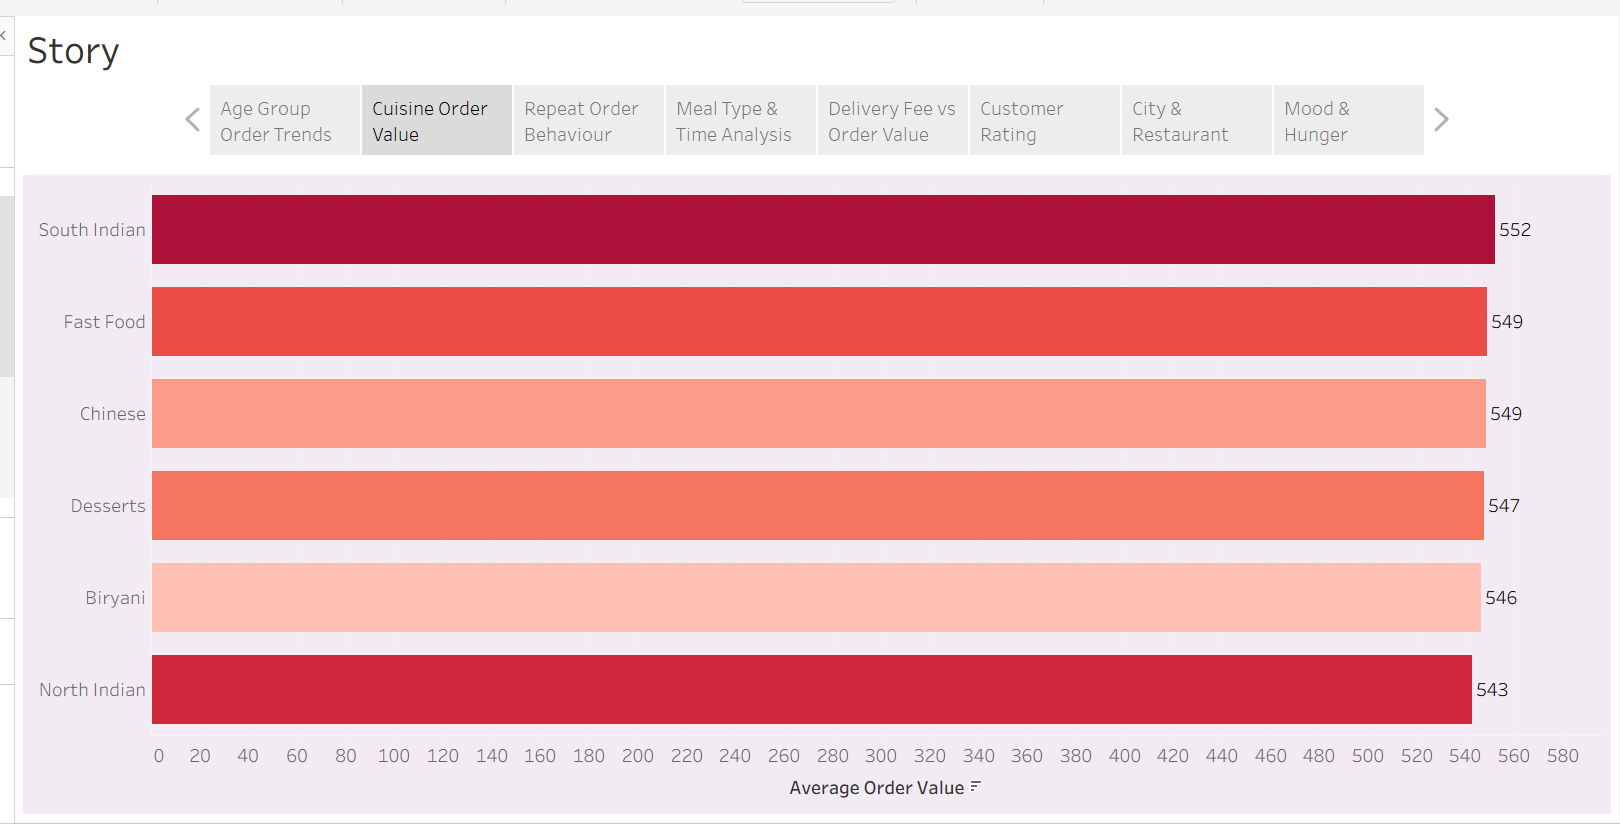 Story
Age Group
Order Trends
Cuisine Order
Value
Repeat Order
Behaviour
Meal Type &
Time Analysis
Delivery Fee vs
Order Value
Customer
Rating
City &
Restaurant
Mood &
Hunger
South Indian 552
Fast Food 549
Chinese 549
Desserts 547
Biryani 546
North Indian 543
0 20 40 60 80 100 120 140 160 180 200 220 240 260 280 300 320 340 360 380 400 420 440 460 480 500 520 540 560 580
Average Order Value